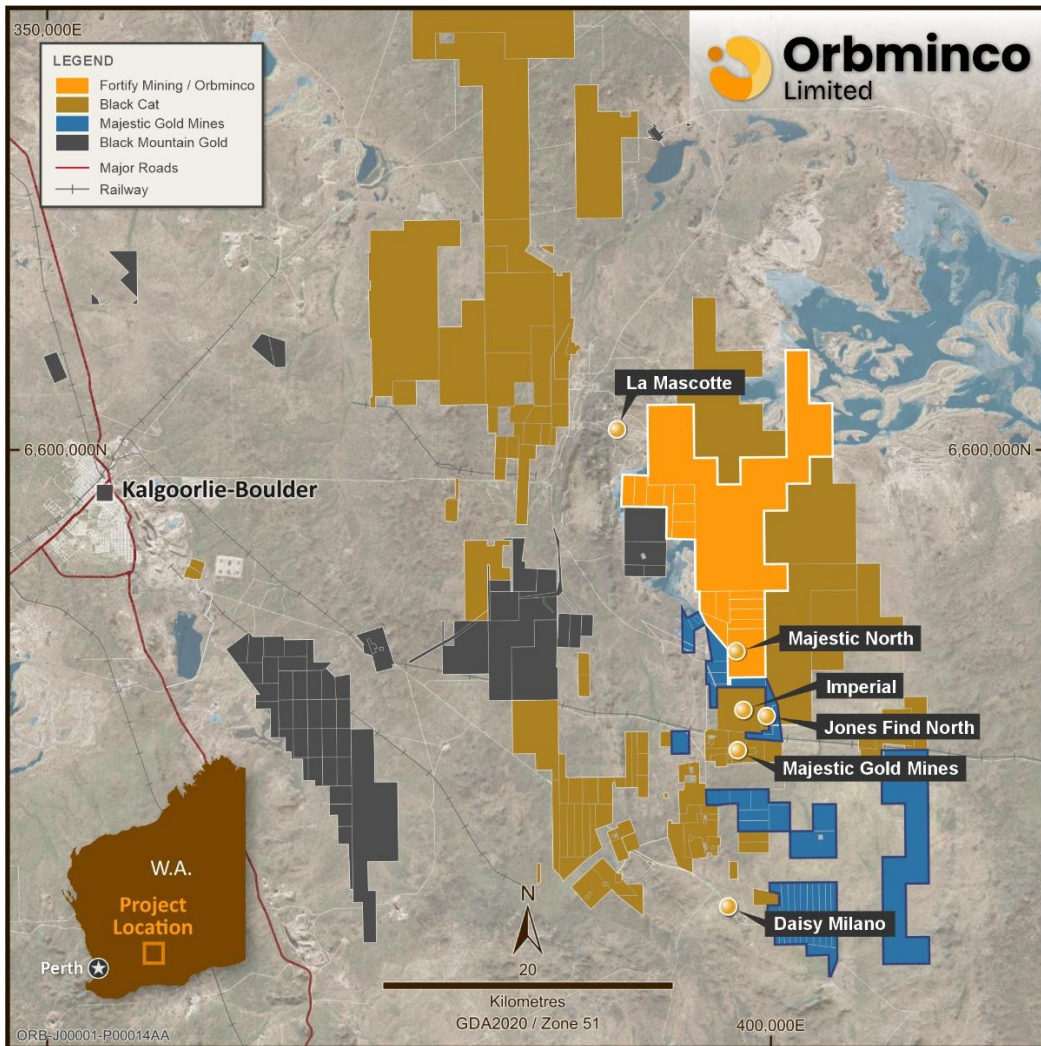 350,000E
LEGEND
Fortify Mining / Orbminco
Black Cat
Majestic Gold Mines
Black Mountain Gold
Major Roads
Railway
Orbminco
Limited
La Mascotte
6,600,000N
6,600,000N
Kalgoorlie-Boulder
Majestic North
Imperial
Jones Find North
Majestic Gold Mines
W.A.
Project
Location
Perth
N
Daisy Milano
20
Kilometres
GDA2020 / Zone 51
400,000E
ORB-J00001-P00014AA